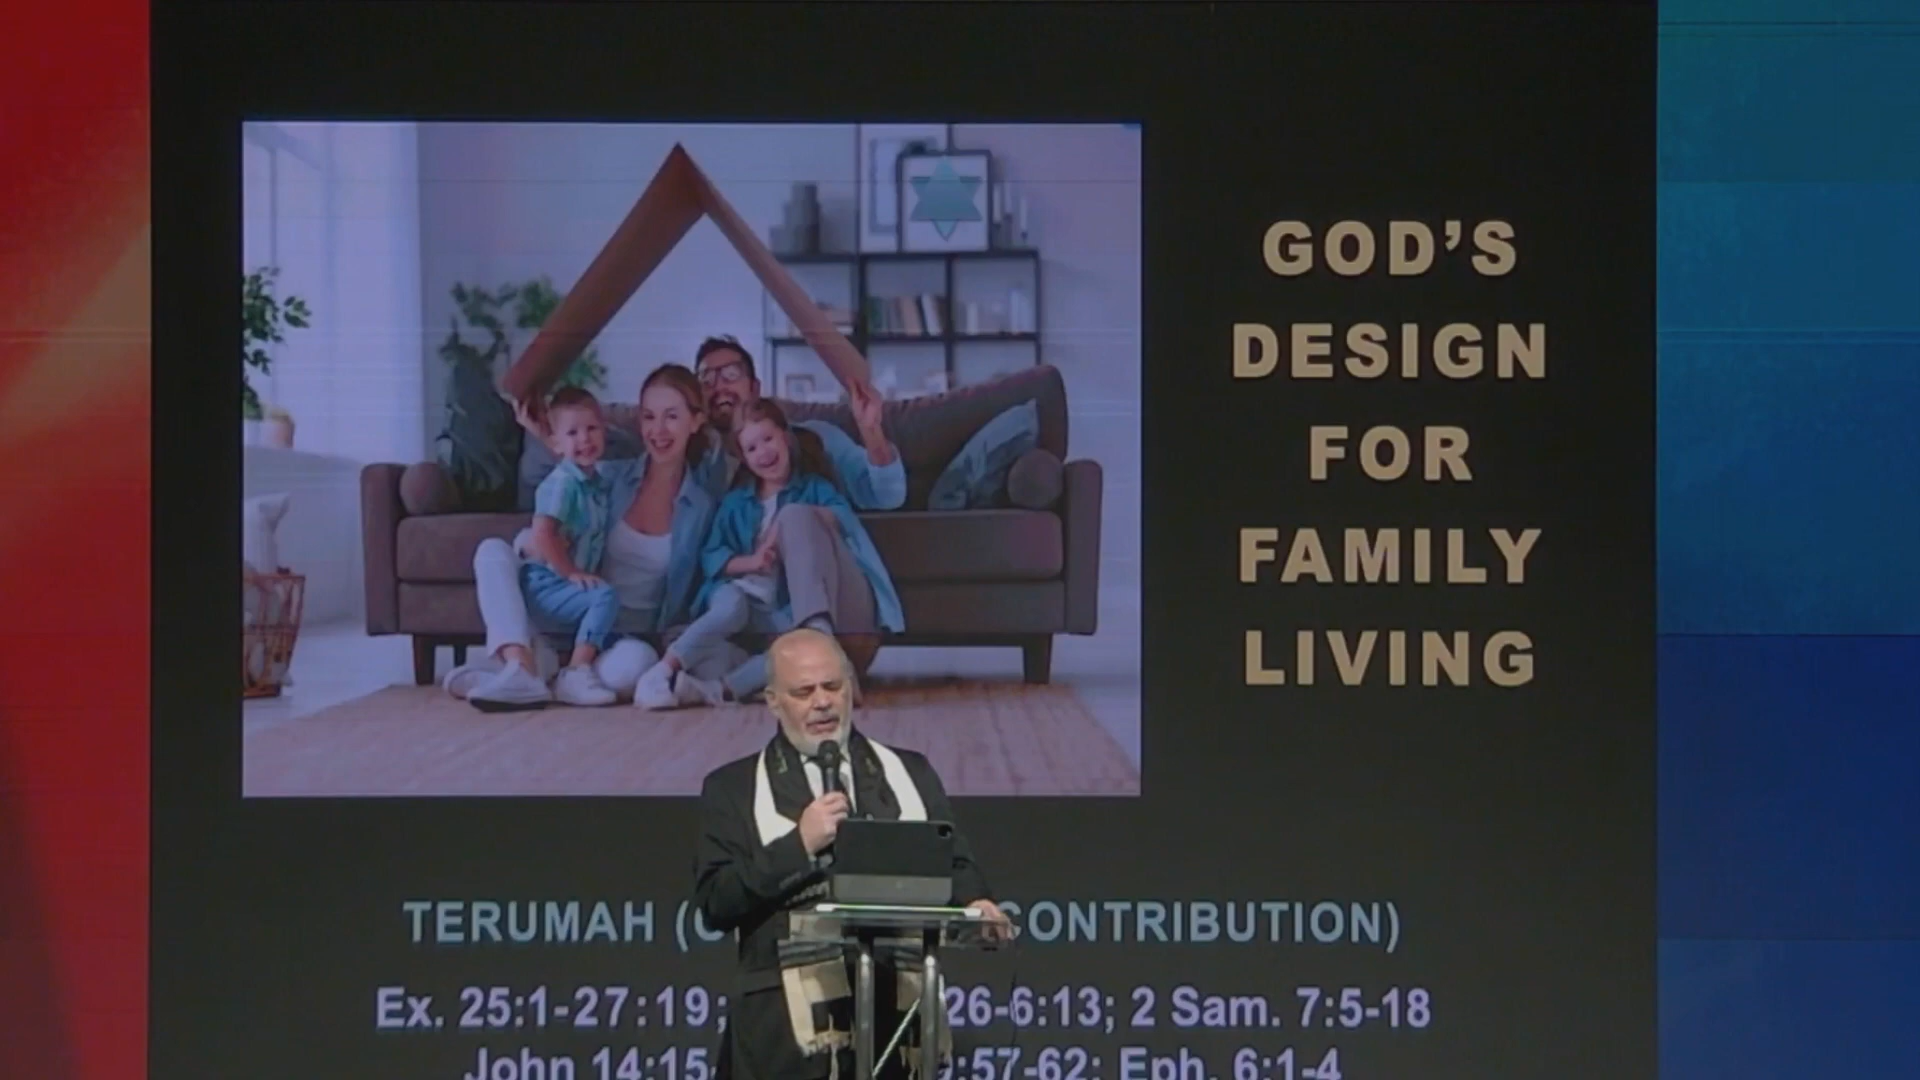 GOD'S
DESIGN
FOR
FAMILY
LIVING
TERUMAH (CONTRIBUTION)
Ex. 25:1-27:19; 26-6:13; 2 Sam. 7:5-18
John 14:15- 57-62; Eph. 6:1-4